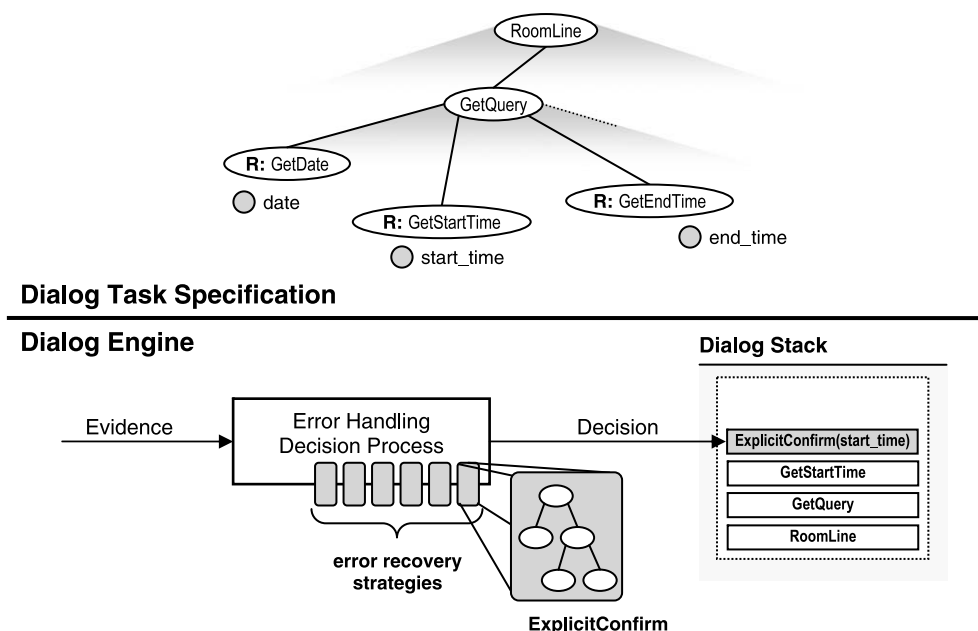 RoomLine
GetQuery
R: GetDate
date
R: GetStartTime
start_time
R: GetEndTime
end_time
Dialog Task Specification
Dialog Engine
Dialog Stack
Evidence
Error Handling
Decision Process
Decision
ExplicitConfirm(start_time)
GetStartTime
GetQuery
RoomLine
error recovery
strategies
ExplicitConfirm